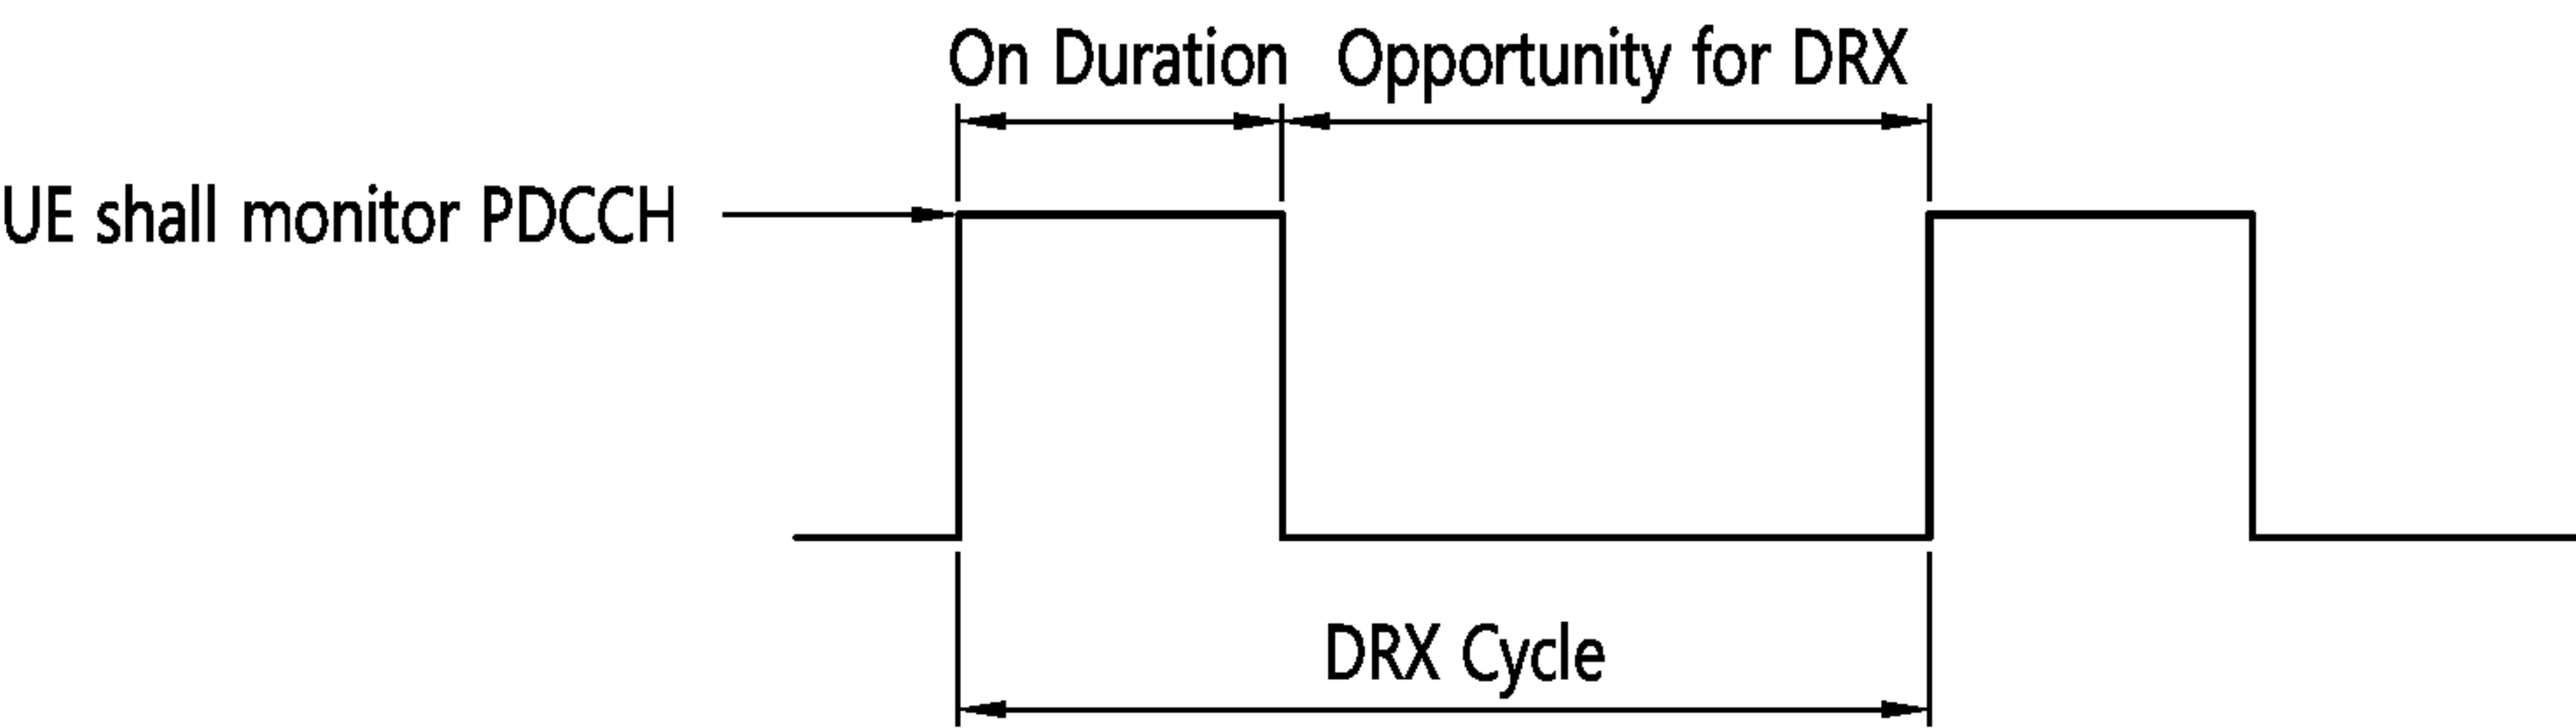 On Duration
Opportunity for DRX
UE shall monitor PDCCH
DRX Cycle